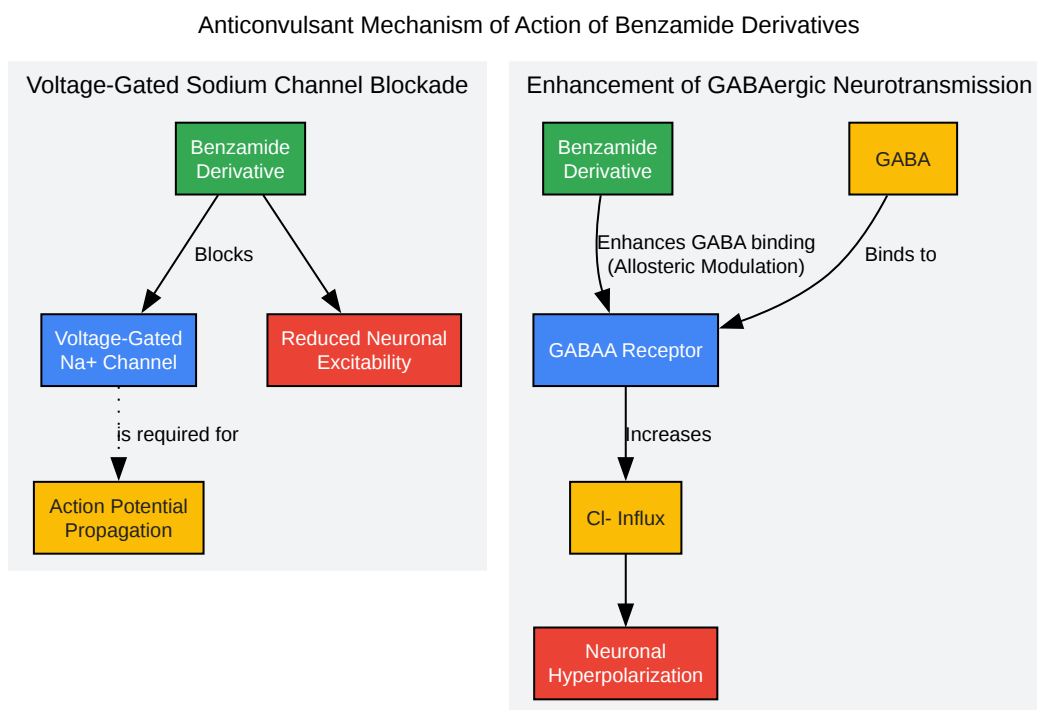 Anticonvulsant Mechanism of Action of Benzamide Derivatives
Voltage-Gated Sodium Channel Blockade
Benzamide
Derivative
Blocks
Voltage-Gated
Na+ Channel
Reduced Neuronal
Excitability
is required for
Action Potential
Propagation
Enhancement of GABAergic Neurotransmission
Benzamide
Derivative
GABA
Enhances GABA binding
(Allosteric Modulation)
Binds to
GABAA Receptor
Increases
Cl- Influx
Neuronal
Hyperpolarization